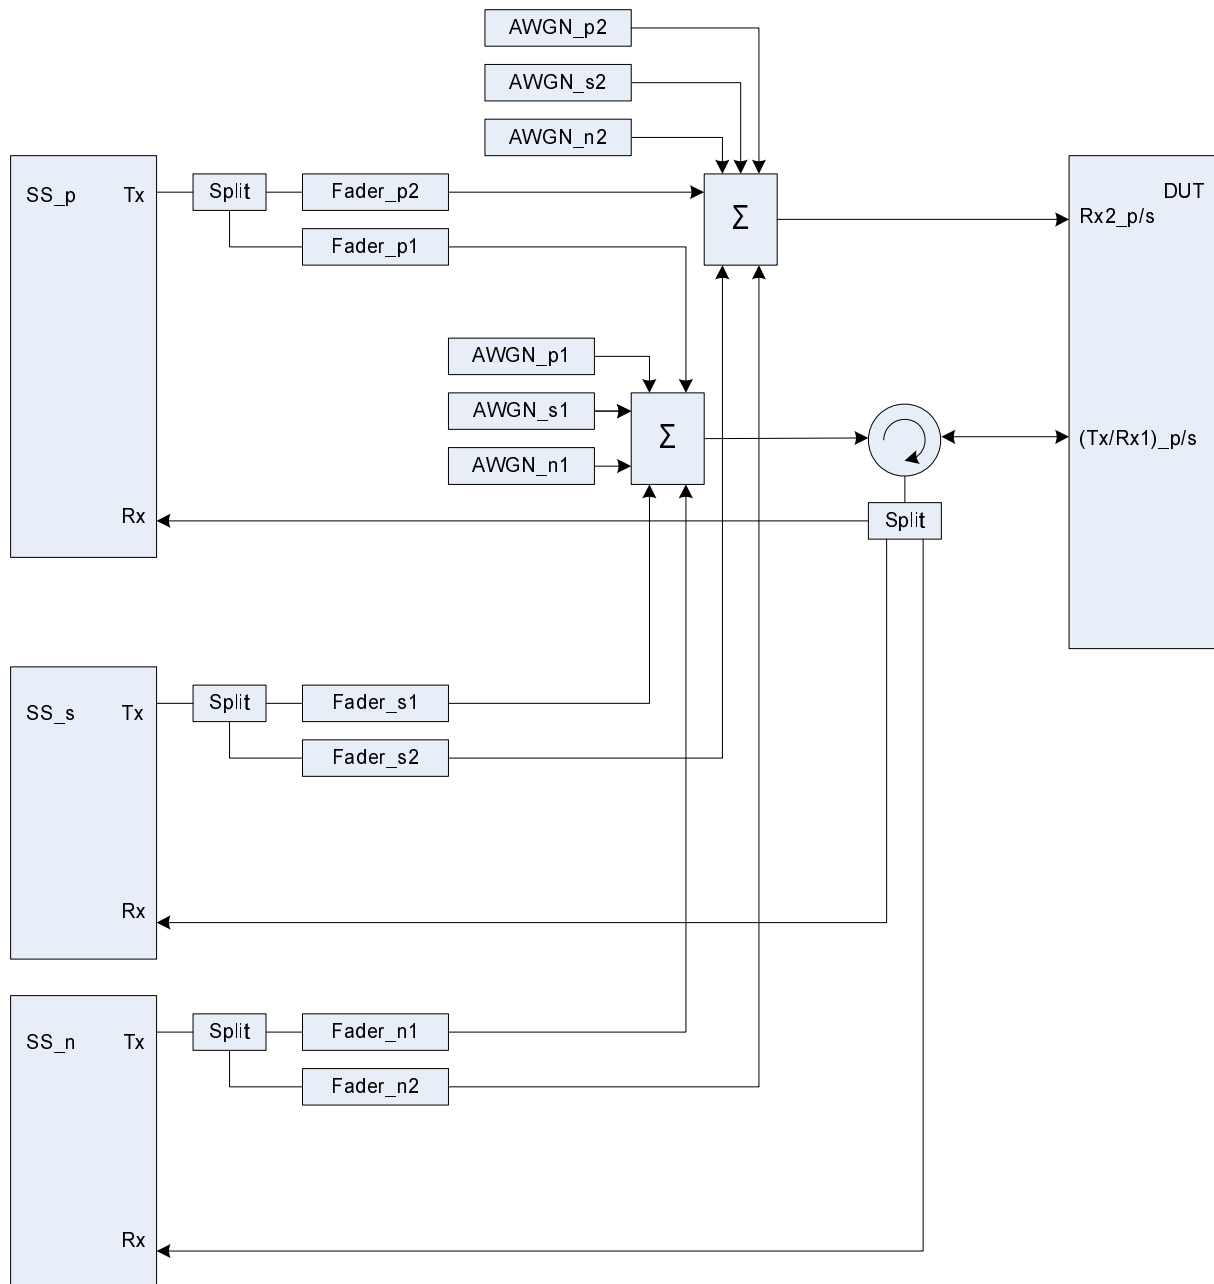 AWGN_p2
AWGN_s2
AWGN_n2
SS_p
Tx
Split
Fader_p2
Fader_p1
Σ
DUT
Rx2_p/s
AWGN_p1
AWGN_s1
AWGN_n1
Σ
(Tx/Rx1)_p/s
Rx
Split
SS_s
Tx
Split
Fader_s1
Fader_s2
Rx
SS_n
Tx
Split
Fader_n1
Fader_n2
Rx